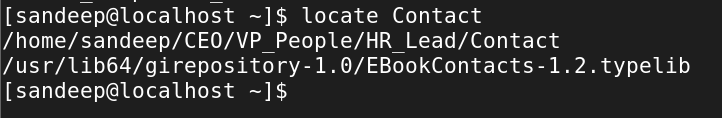 [sandeep@localhost ~]$ locate Contact
/home/sandeep/CEO/VP_People/HR_Lead/Contact
/usr/lib64/girepository-1.0/EBookContacts-1.2.typelib
[sandeep@localhost ~]$